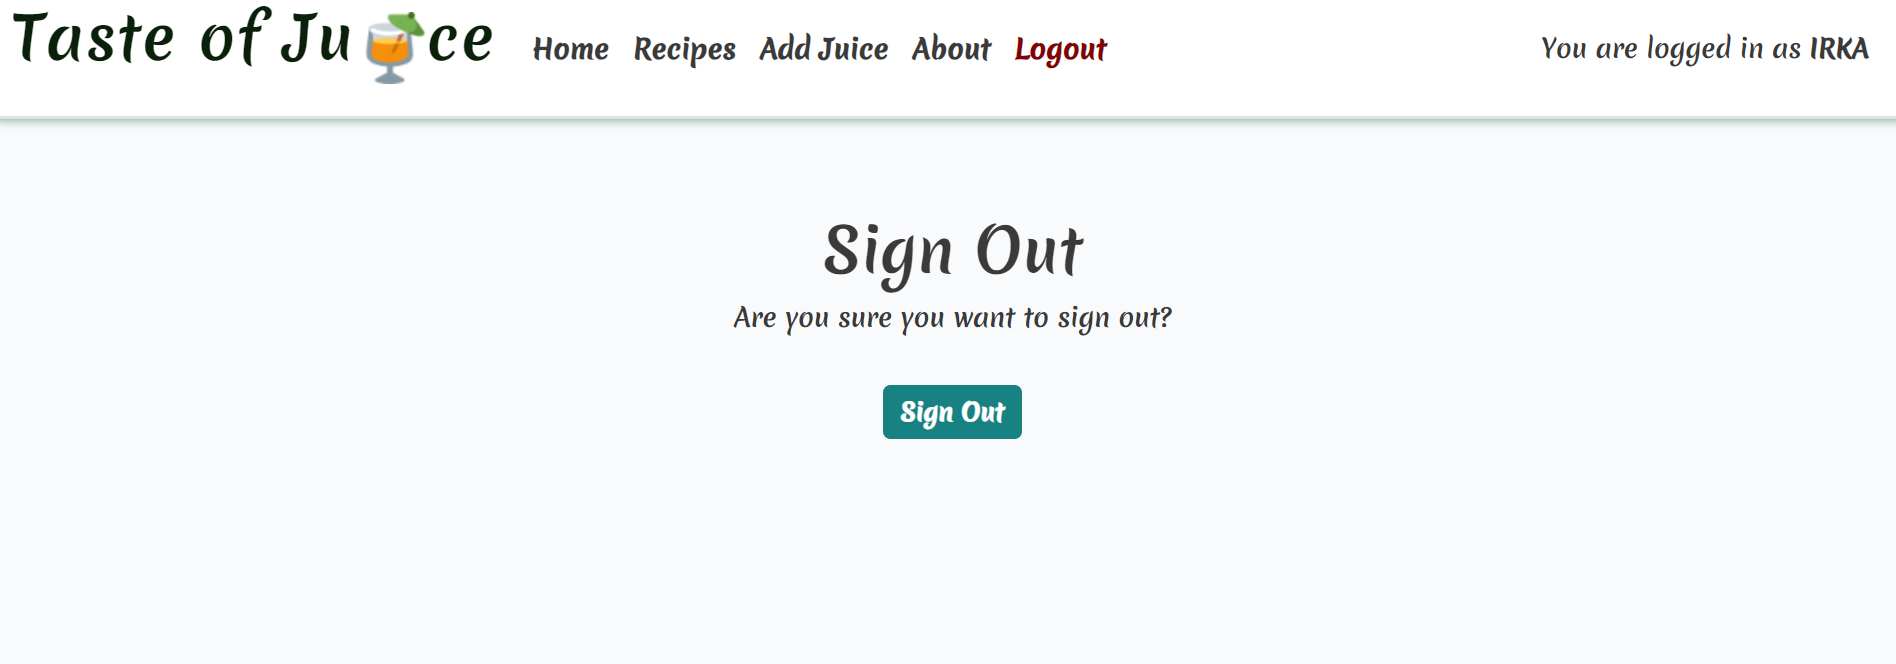 Taste of Ju🍹ce
Home Recipes Add Juice About Logout
You are logged in as IRKA
Sign Out
Are you sure you want to sign out?
Sign Out